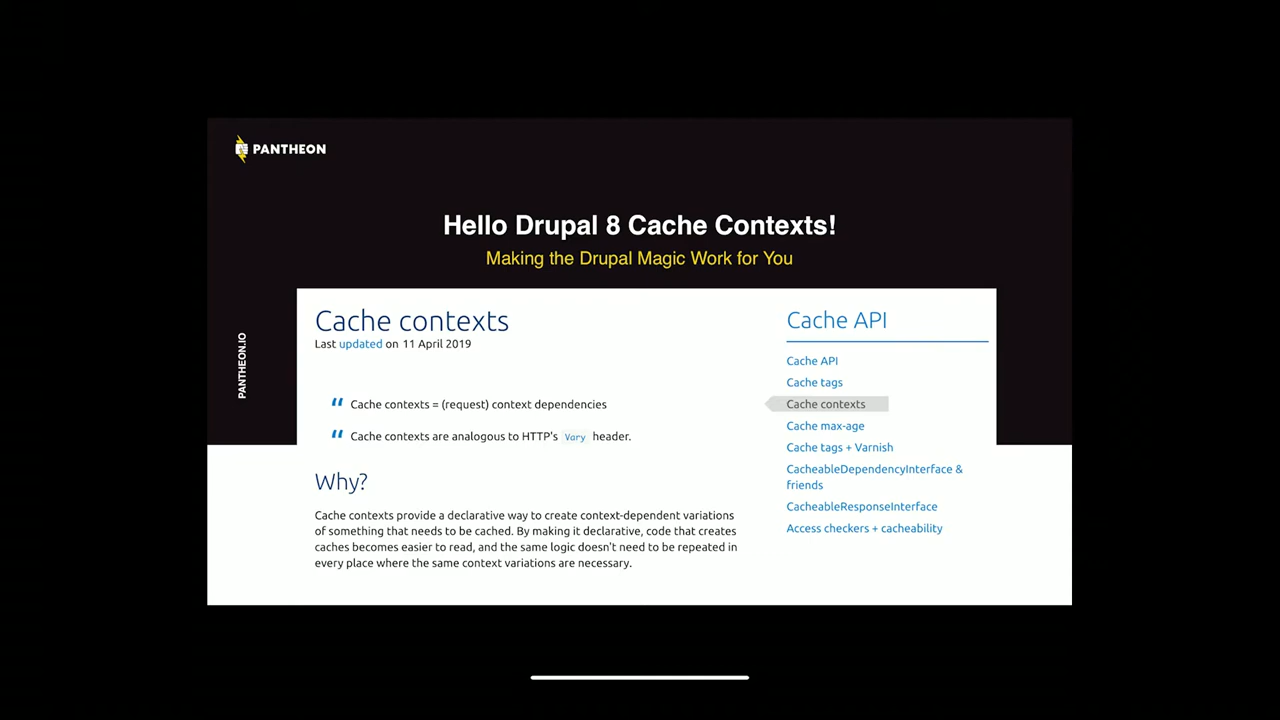 PANTHEON
Hello Drupal 8 Cache Contexts!
Making the Drupal Magic Work for You
PANTHEON.IO
Cache contexts
Last updated on 11 April 2019
“ Cache contexts = (request) context dependencies
“ Cache contexts are analogous to HTTP's Vary header.
Why?
Cache contexts provide a declarative way to create context-dependent variations
of something that needs to be cached. By making it declarative, code that creates
caches becomes easier to read, and the same logic doesn't need to be repeated in
every place where the same context variations are necessary.
Cache API
Cache API
Cache tags
Cache contexts
Cache max-age
Cache tags + Varnish
CacheableDependencyInterface &
friends
CacheableResponseInterface
Access checkers + cacheability